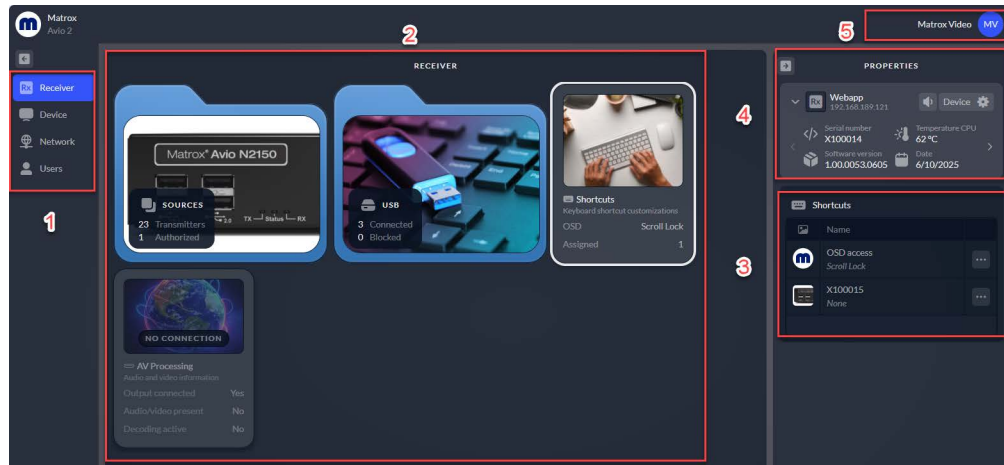 Matrox
Avio 2
2
5
Matrox Video
MV
RECEIVER
Rx Receiver
Device
Network
Users
1
Matrox® Avio N2150
SOURCES
23 Transmitters
1 Authorized
TX Status RX
USB
3 Connected
0 Blocked
Shortcuts
Keyboard shortcut customizations
OSD Scroll Lock
Assigned 1
NO CONNECTION
AV Processing
Audio and video information
Output connected Yes
Audio/video present No
Decoding active No
4
PROPERTIES
Rx Webapp
192.168.189.121
Device
Serial number
X100014
Temperature CPU
62 ºC
Software version
1.00.0053.0605
Date
6/10/2025
3
Shortcuts
Name
OSD access
Scroll Lock
X100015
None